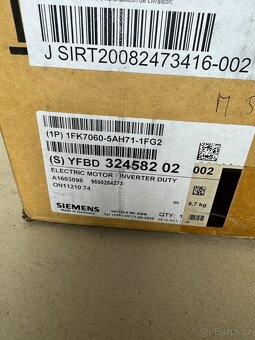 J SIRT20082473416-002
M S
(1P) 1FK7060-5AH71-1FG2
(S) YFBD 324582 02 002
ELECTRIC MOTOR / INVERTER DUTY
A1603098 9500284273
ON11210 74
m 8,7 kg
SIEMENS
QTY: 1